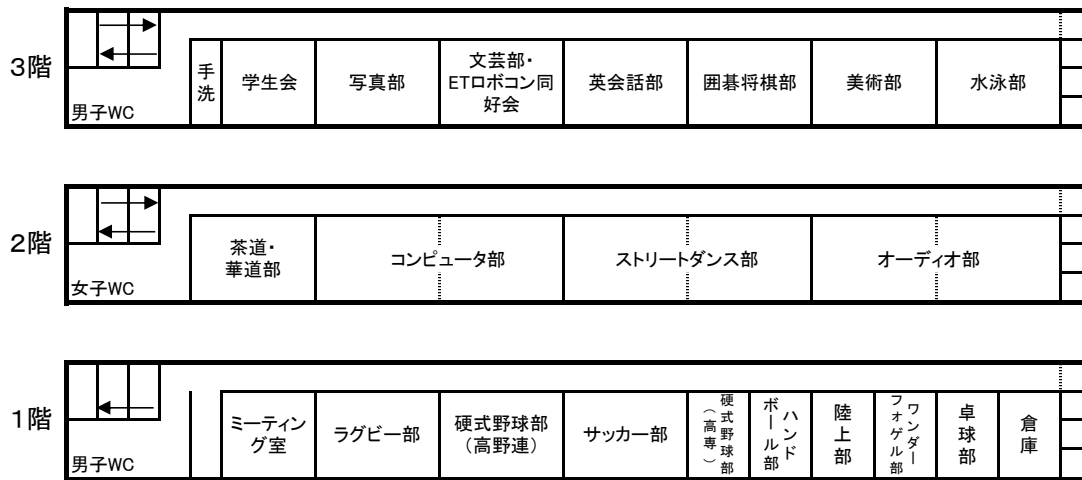 3階
男子WC
手洗
学生会
写真部
文芸部・
ETロボコン同
好会
英会話部
囲碁将棋部
美術部
水泳部
2階
女子WC
茶道・
華道部
コンピュータ部
ストリートダンス部
オーディオ部
1階
男子WC
ミーティン
グ室
ラグビー部
硬式野球部
(高野連)
サッカー部
硬式野球部
(高専)
ハンド
ボール部
陸上部
ワンダー
フォゲル部
卓球部
倉庫